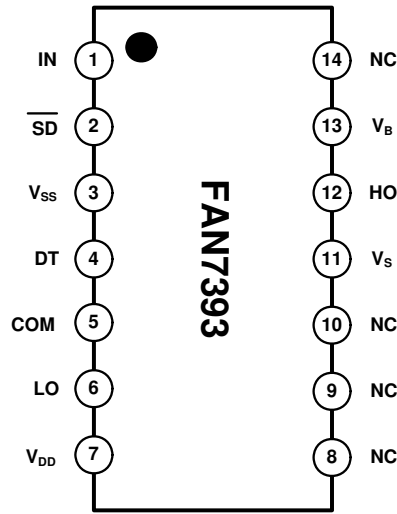 IN 1 14 NC
SD 2 13 VB
VSS 3 12 HO
FAN7393
DT 4 11 VS
COM 5 10 NC
LO 6 9 NC
VDD 7 8 NC